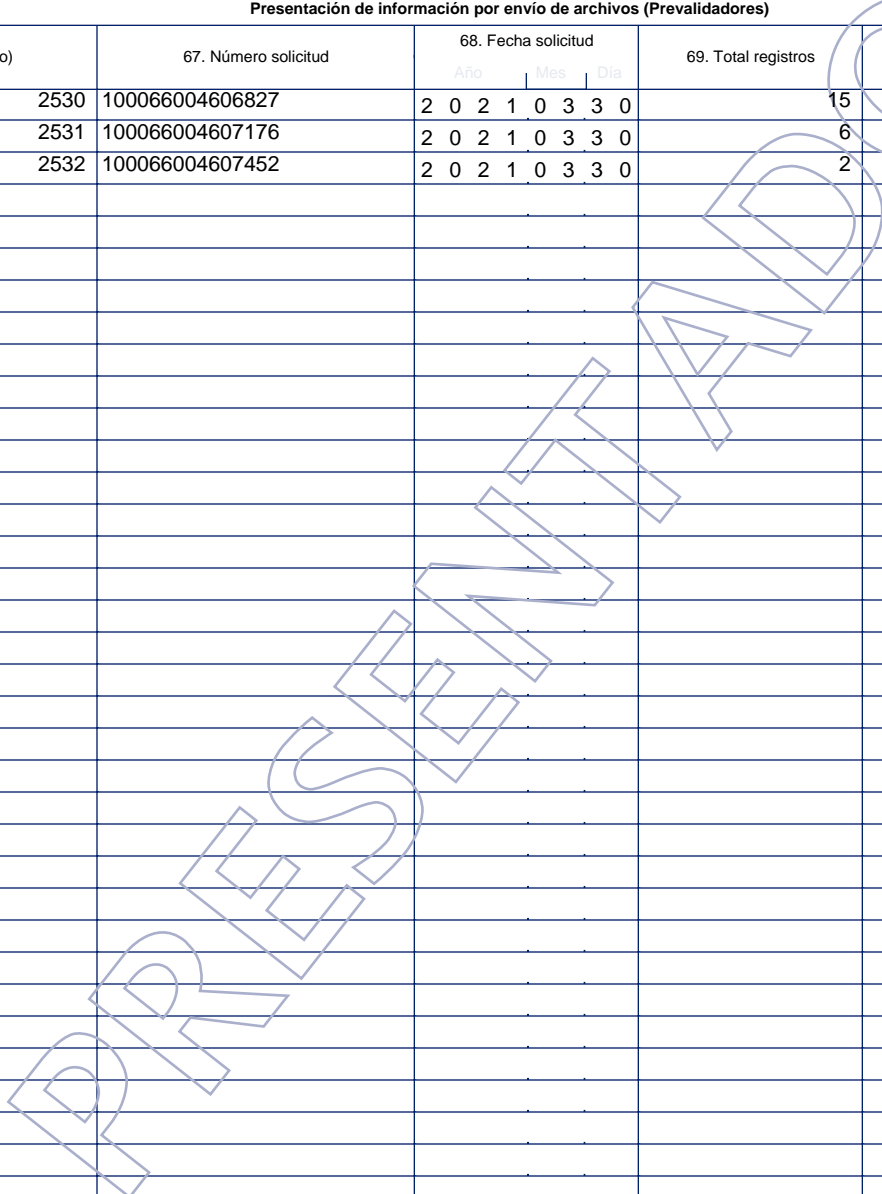 Presentación de información por envío de archivos (Prevalidadores)
o) 67. Número solicitud 68. Fecha solicitud 69. Total registros
Año Mes Día
2530 100066004606827 2 0 2 1 0 3 3 0 15
2531 100066004607176 2 0 2 1 0 3 3 0 6
2532 100066004607452 2 0 2 1 0 3 3 0 2
PRESENTADO